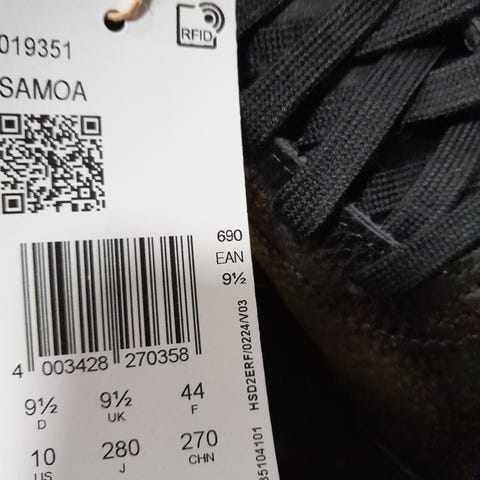 RFID
019351
SAMOA
690
EAN
9½
4 003428 270358
9½ 9½ 44
D UK F
10 280 270
US J CHN
HSD2ERF/0224/V03
35104101